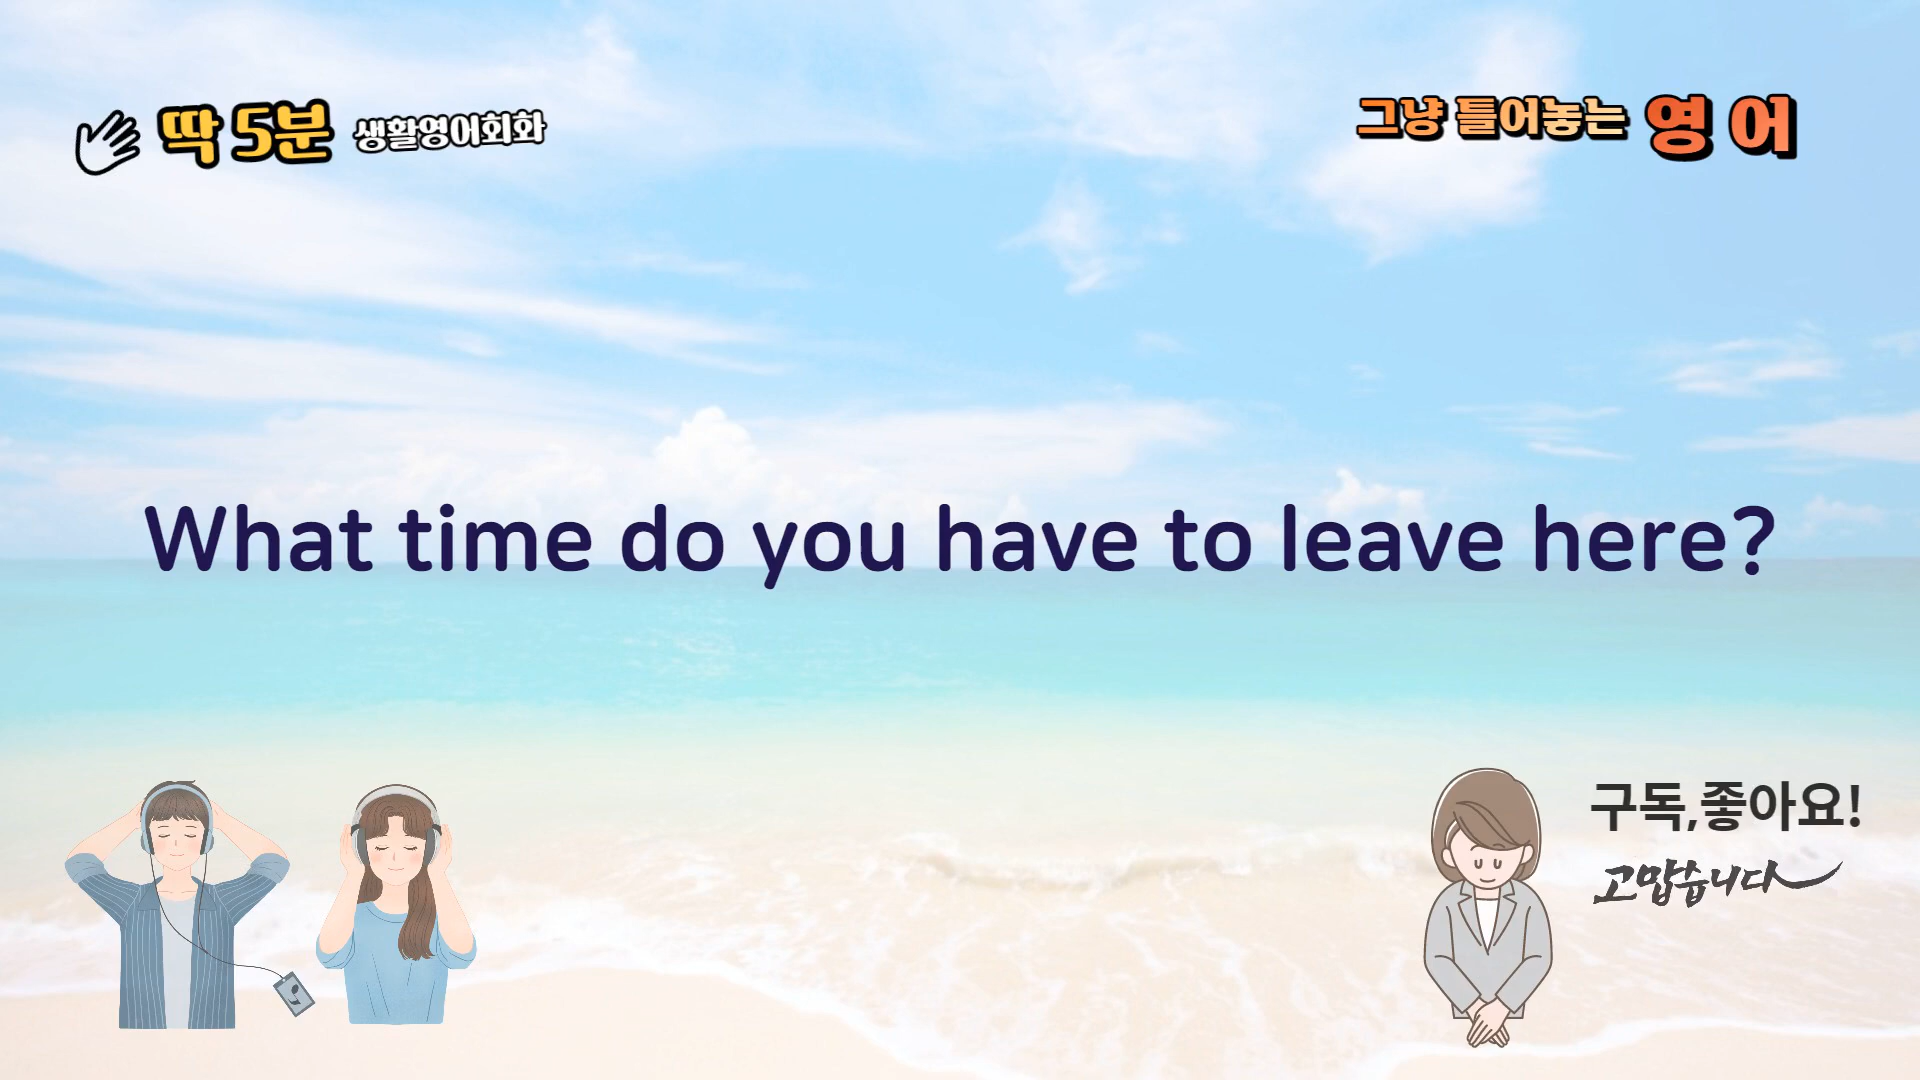 딱 5분 생활영어회화
그냥 틀어놓는 영어
What time do you have to leave here?
구독,좋아요!
고맙습니다